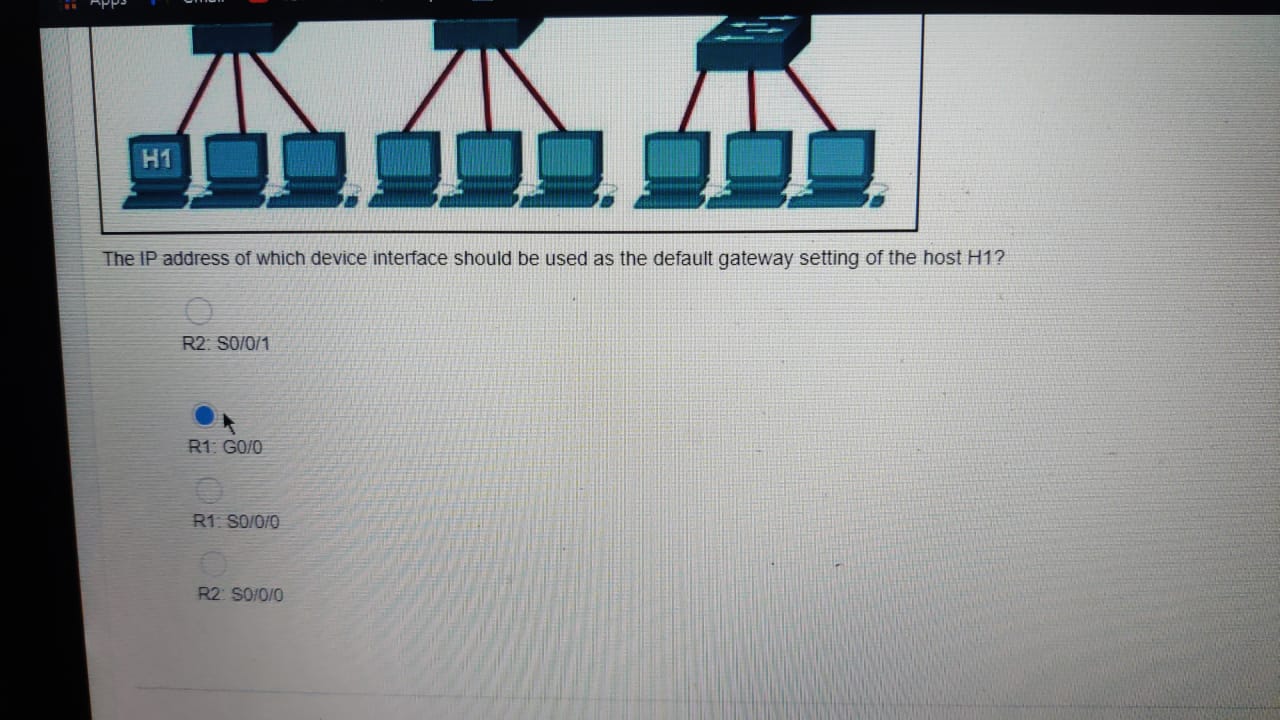 Apps
H1
The IP address of which device interface should be used as the default gateway setting of the host H1?
R2: S0/0/1
R1: G0/0
R1: S0/0/0
R2: S0/0/0